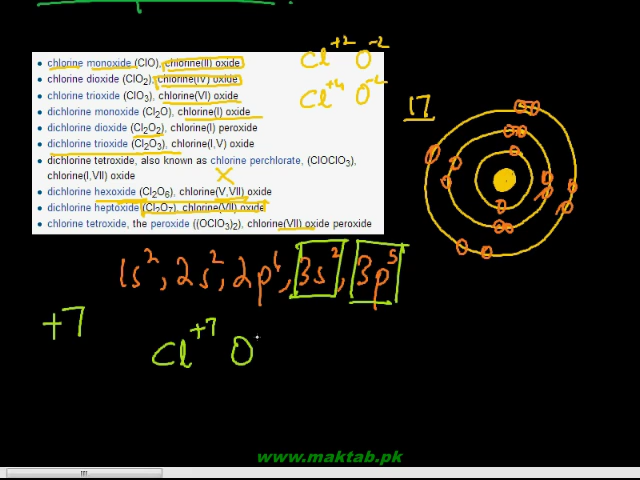 • chlorine monoxide (ClO), chlorine(II) oxide
• chlorine dioxide (ClO₂), chlorine(IV) oxide
• chlorine trioxide (ClO₃), chlorine(VI) oxide
• dichlorine monoxide (Cl₂O), chlorine(I) oxide
• dichlorine dioxide (Cl₂O₂), chlorine(I) peroxide
• dichlorine trioxide (Cl₂O₃), chlorine(I,V) oxide
• dichlorine tetroxide, also known as chlorine perchlorate, (ClOClO₃),
chlorine(I,VII) oxide
• dichlorine hexoxide (Cl₂O₆), chlorine(V,VII) oxide
• dichlorine heptoxide (Cl₂O₇), chlorine(VII) oxide
• chlorine tetroxide, the peroxide ((OClO₃)₂), chlorine(VII) oxide peroxide
Cl⁺² O⁻²
Cl⁺⁴ O⁻²
17
1s², 2s², 2p⁶, 3s², 3p⁵
+7
Cl⁺⁷ O
www.maktab.pk